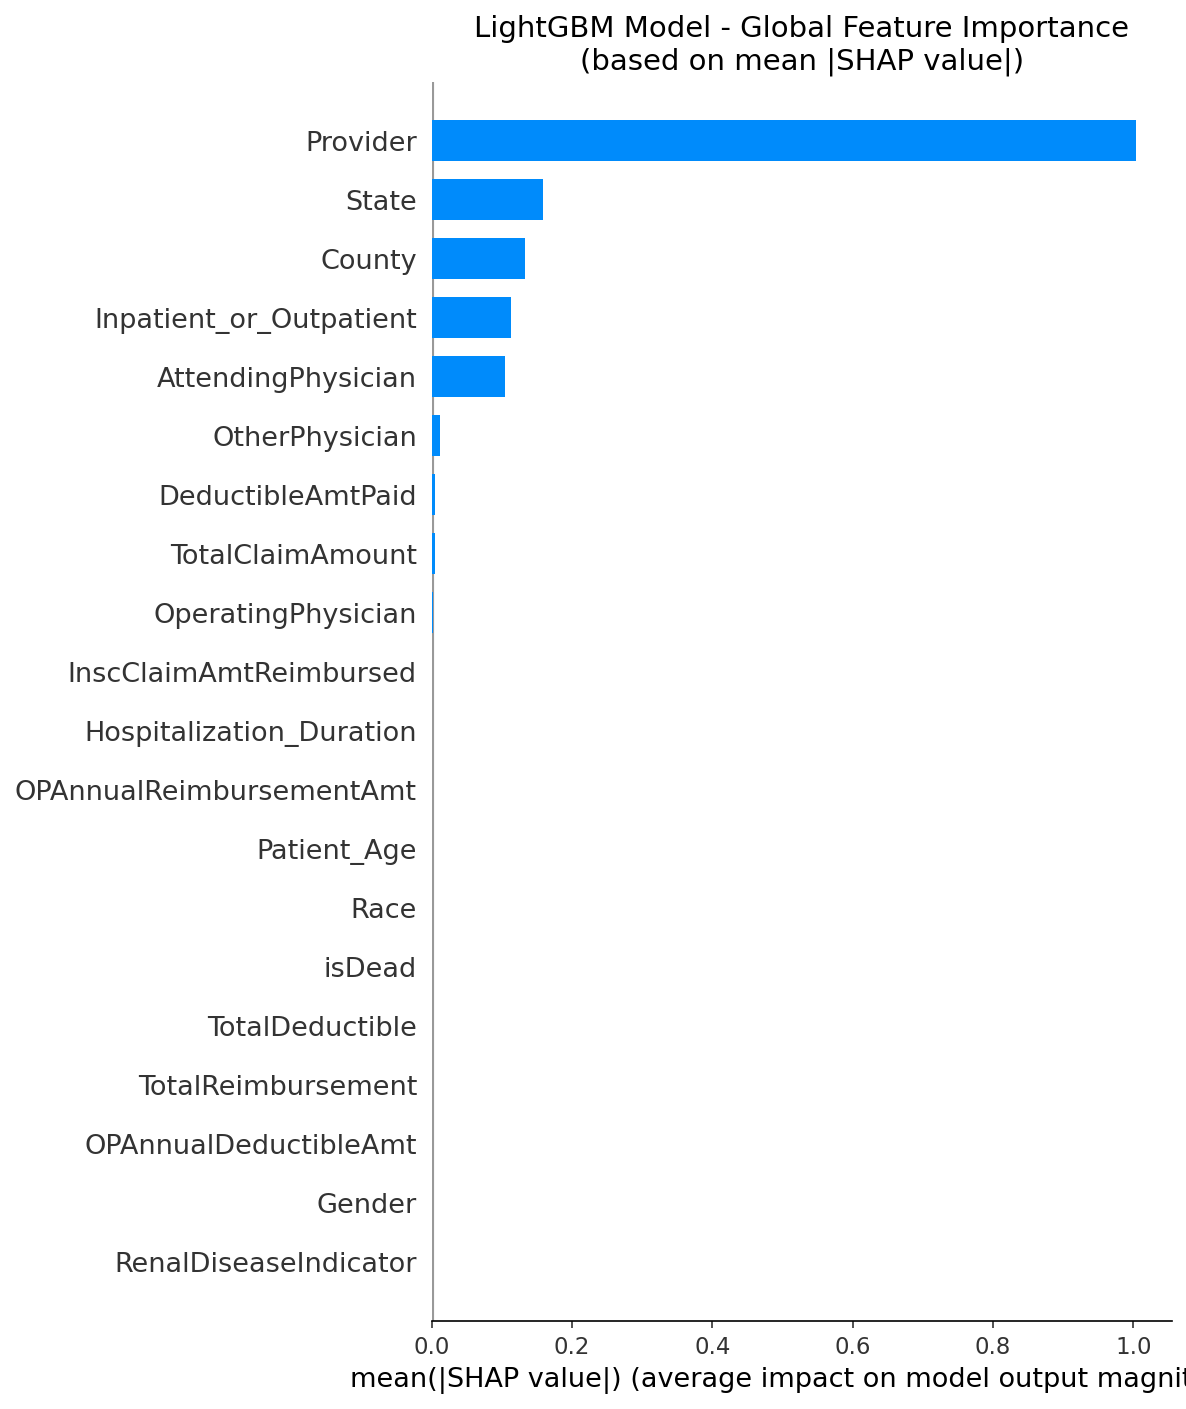 LightGBM Model - Global Feature Importance
(based on mean |SHAP value|)
Provider
State
County
Inpatient_or_Outpatient
AttendingPhysician
OtherPhysician
DeductibleAmtPaid
TotalClaimAmount
OperatingPhysician
InscClaimAmtReimbursed
Hospitalization_Duration
OPAnnualReimbursementAmt
Patient_Age
Race
isDead
TotalDeductible
TotalReimbursement
OPAnnualDeductibleAmt
Gender
RenalDiseaseIndicator
0.0 0.2 0.4 0.6 0.8 1.0
mean(|SHAP value|) (average impact on model output magnit